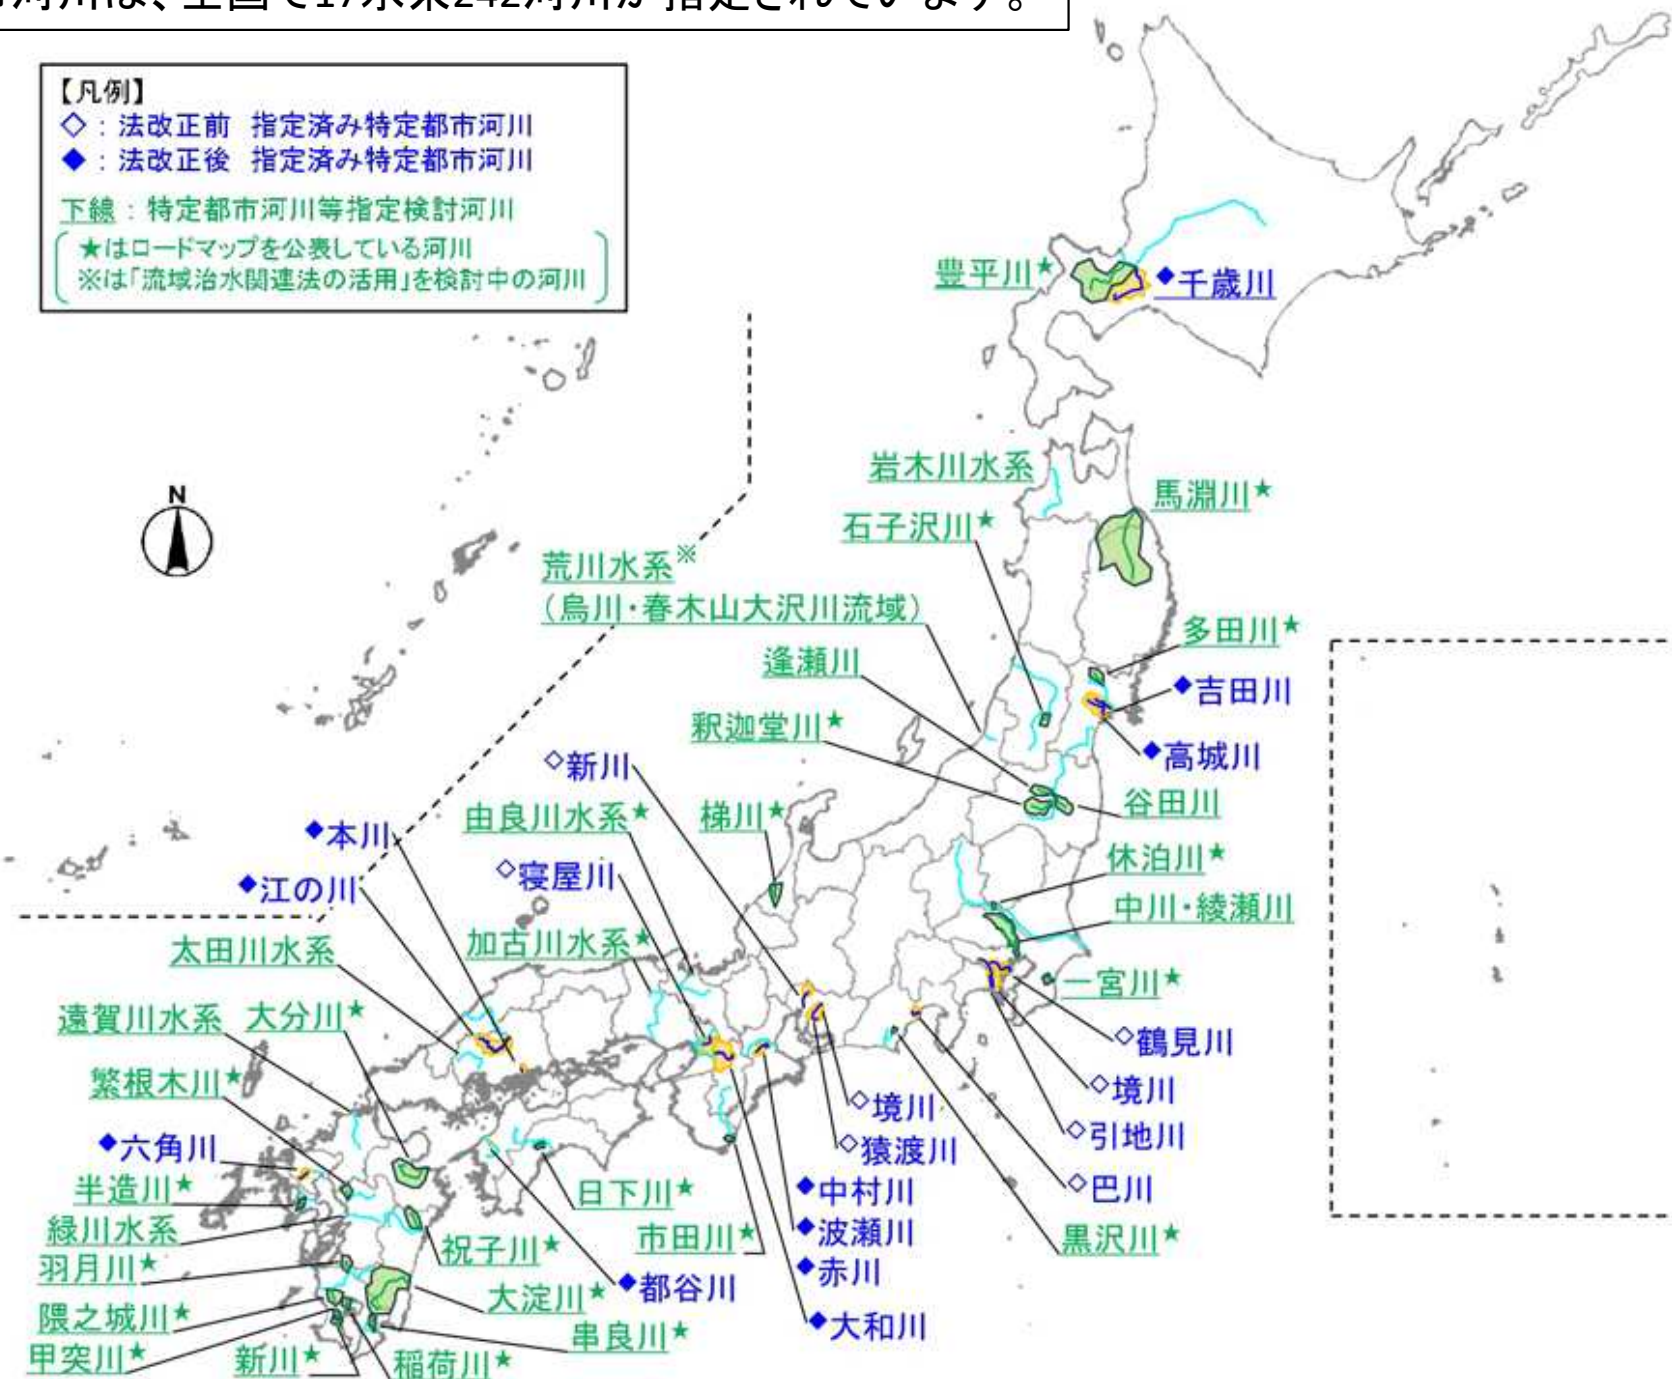 市河川は、全国で17水系242河川が指定されています。
【凡例】
◇：法改正前 指定済み特定都市河川
◆：法改正後 指定済み特定都市河川
下線：特定都市河川等指定検討河川
★はロードマップを公表している河川
※は「流域治水関連法の活用」を検討中の河川
N
豊平川★
◆千歳川
岩木川水系
馬淵川★
石子沢川★
荒川水系※
（烏川・春木山大沢川流域）
多田川★
逢瀬川
◆吉田川
釈迦堂川★
◆高城川
◇新川
谷田川
由良川水系★
梯川★
◆本川
休泊川★
◇寝屋川
◆江の川
中川・綾瀬川
加古川水系★
太田川水系
一宮川★
遠賀川水系
大分川★
◇鶴見川
繁根木川★
◇境川
◇境川
◇引地川
◆六角川
◇猿渡川
半造川★
日下川★
◆中村川
◇巴川
緑川水系
市田川★
◆波瀬川
黒沢川★
祝子川★
羽月川★
◆赤川
◆都谷川
大淀川★
隈之城川★
◆大和川
串良川★
甲突川★
新川★
稲荷川★